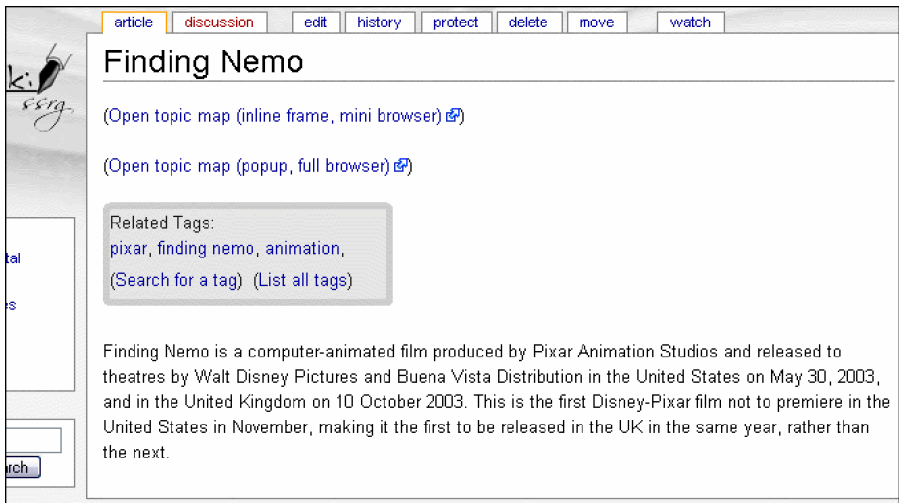 article discussion edit history protect delete move watch
ki
ssrg
Finding Nemo
(Open topic map (inline frame, mini browser))
(Open topic map (popup, full browser))
Related Tags:
pixar, finding nemo, animation,
(Search for a tag) (List all tags)
tal
es
Finding Nemo is a computer-animated film produced by Pixar Animation Studios and released to
theatres by Walt Disney Pictures and Buena Vista Distribution in the United States on May 30, 2003,
and in the United Kingdom on 10 October 2003. This is the first Disney-Pixar film not to premiere in the
United States in November, making it the first to be released in the UK in the same year, rather than
the next.
rch